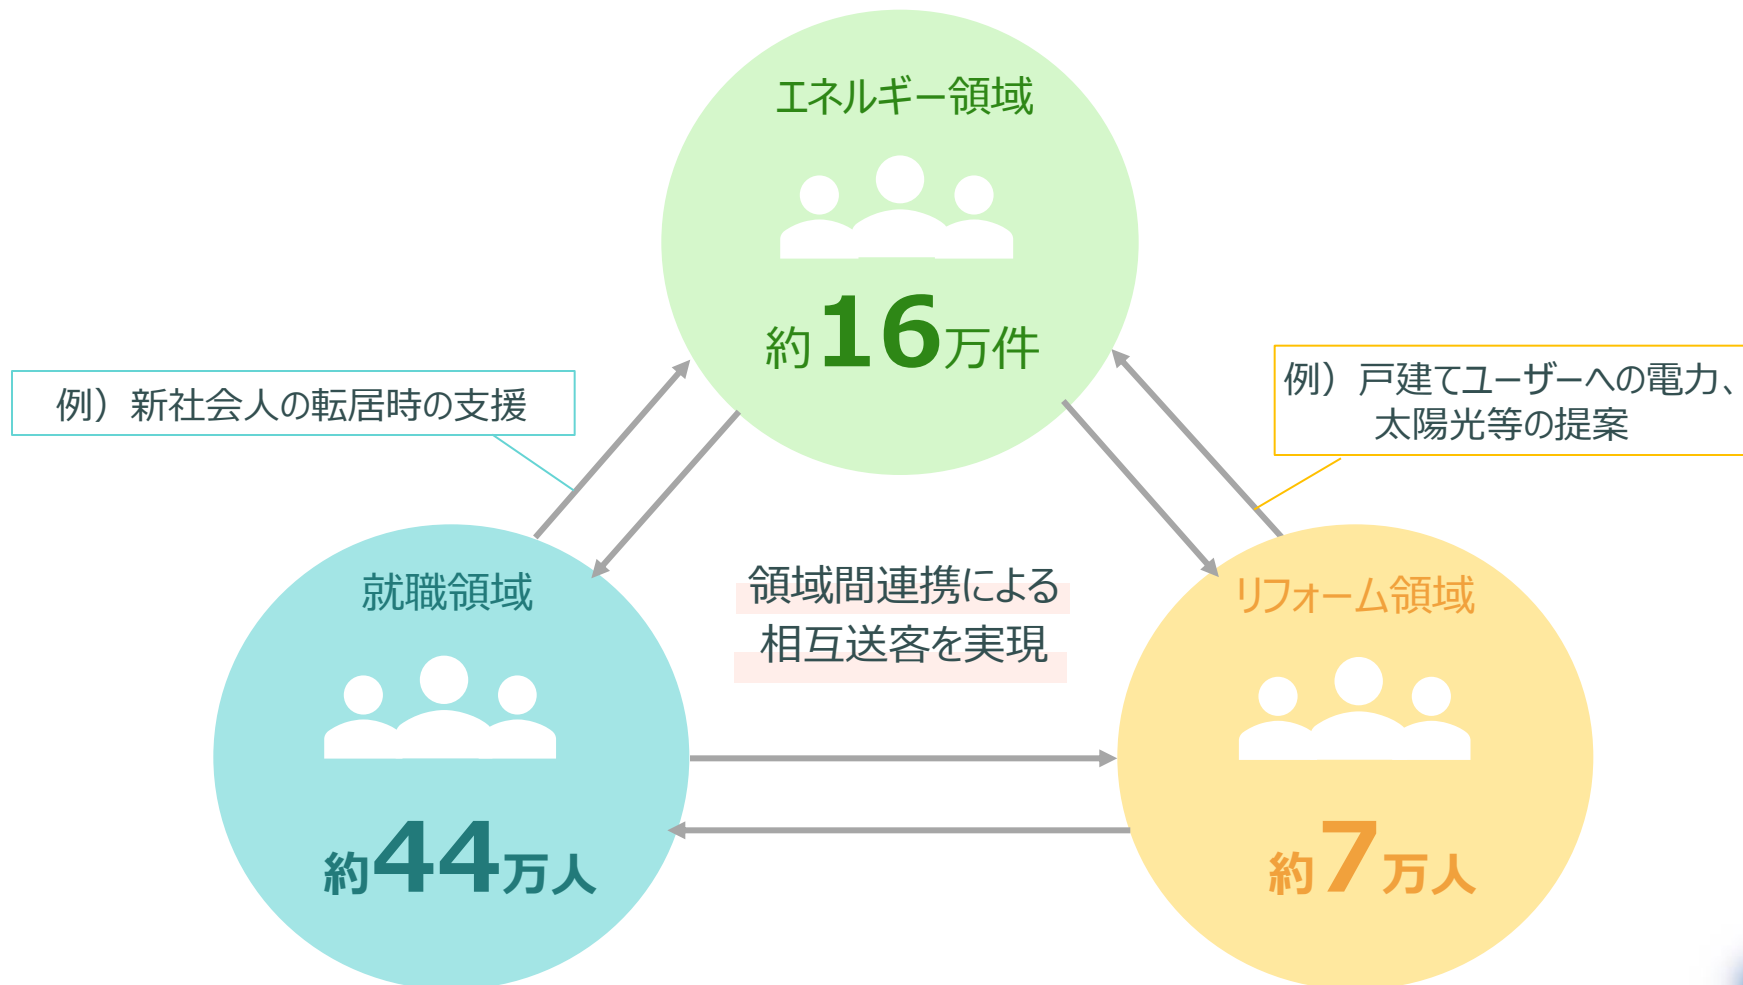 エネルギー領域
約16万件
例）新社会人の転居時の支援
例）戸建てユーザーへの電力、
太陽光等の提案
領域間連携による
相互送客を実現
就職領域
約44万人
リフォーム領域
約7万人